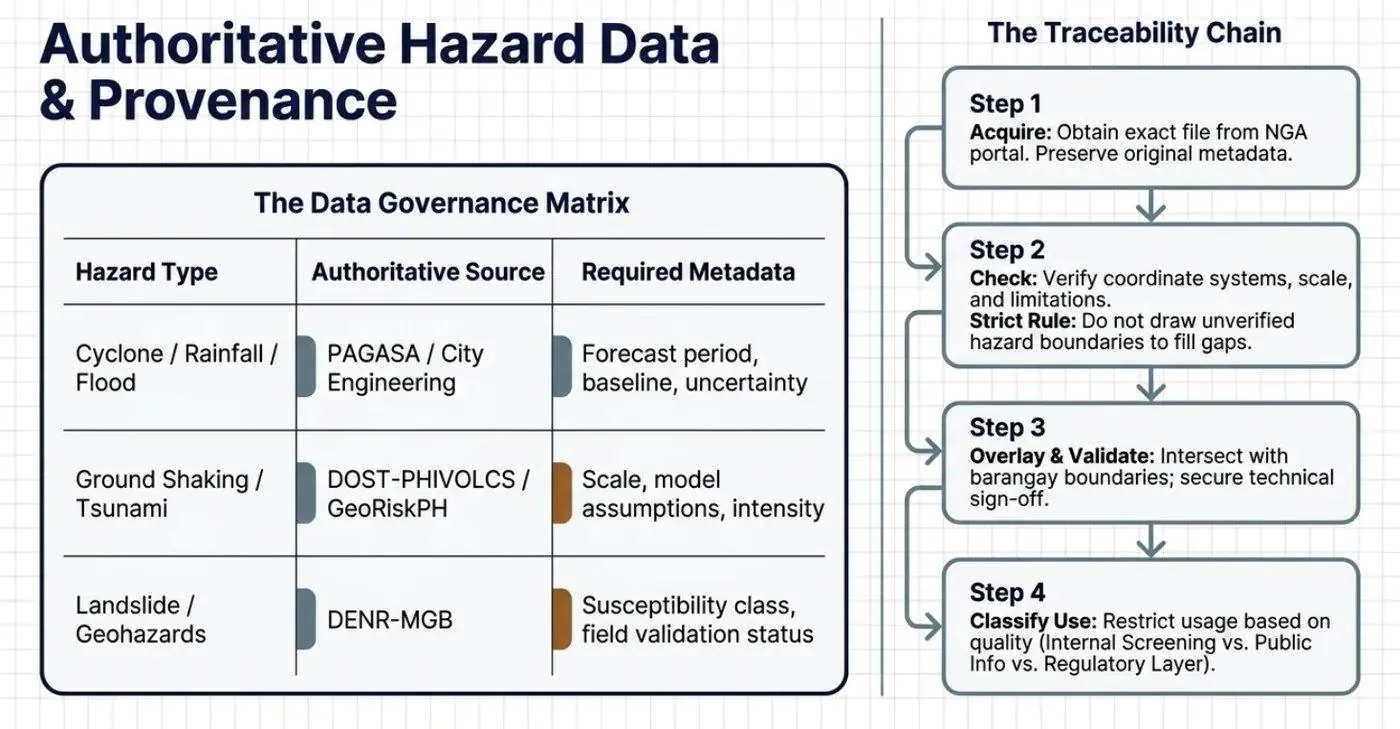 Authoritative Hazard Data
& Provenance
The Data Governance Matrix
Hazard Type
Authoritative Source
Required Metadata
Cyclone / Rainfall /
Flood
PAGASA / City
Engineering
Forecast period,
baseline, uncertainty
Ground Shaking /
Tsunami
DOST-PHIVOLCS /
GeoRiskPH
Scale, model
assumptions, intensity
Landslide /
Geohazards
DENR-MGB
Susceptibility class,
field validation status
The Traceability Chain
Step 1
Acquire: Obtain exact file from NGA
portal. Preserve original metadata.
Step 2
Check: Verify coordinate systems, scale,
and limitations.
Strict Rule: Do not draw unverified
hazard boundaries to fill gaps.
Step 3
Overlay & Validate: Intersect with
barangay boundaries; secure technical
sign-off.
Step 4
Classify Use: Restrict usage based on
quality (Internal Screening vs. Public
Info vs. Regulatory Layer).